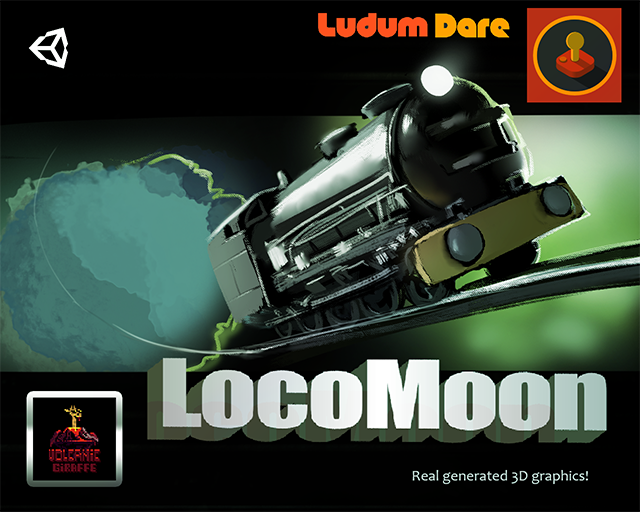 Ludum Dare
LocoMoon
VOLCANIC
GIRAFFE
Real generated 3D graphics!